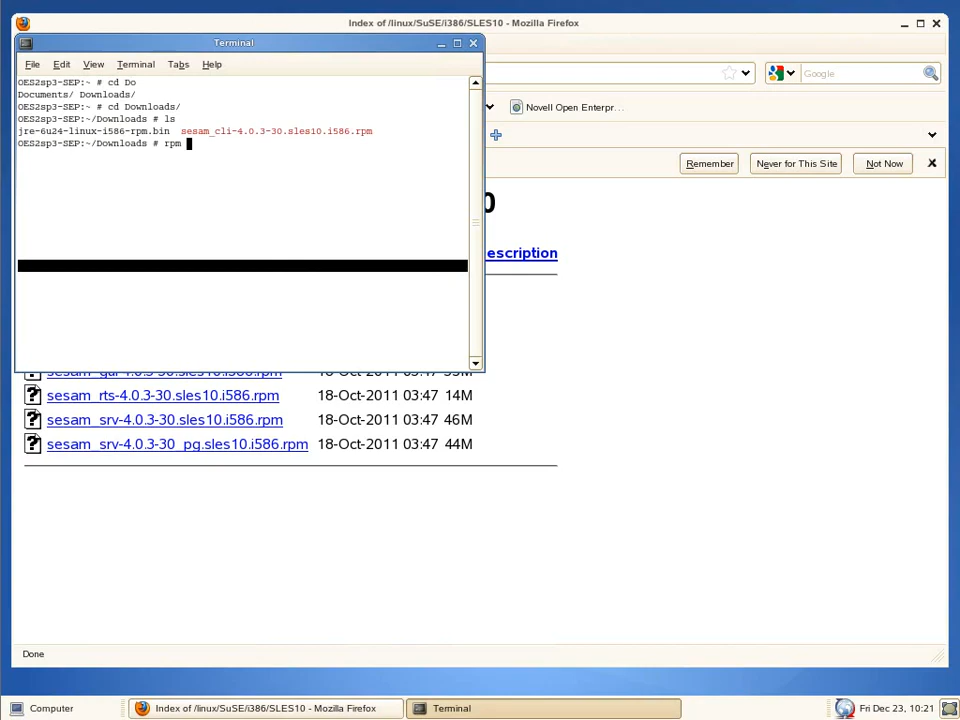 Index of /linux/SuSE/i386/SLES10 - Mozilla Firefox
Terminal
File Edit View Terminal Tabs Help
OES2sp3-SEP:~ # cd Do
Documents/ Downloads/
OES2sp3-SEP:~ # cd Downloads/
OES2sp3-SEP:~/Downloads # ls
jre-6u24-linux-i586-rpm.bin sesam_cli-4.0.3-30.sles10.i586.rpm
OES2sp3-SEP:~/Downloads # rpm
Google
Novell Open Enterpr...
Remember Never for This Site Not Now
0
escription
sesam_rts-4.0.3-30.sles10.i586.rpm 18-Oct-2011 03:47 14M
sesam_srv-4.0.3-30.sles10.i586.rpm 18-Oct-2011 03:47 46M
sesam_srv-4.0.3-30_pg.sles10.i586.rpm 18-Oct-2011 03:47 44M
Done
Computer Index of /linux/SuSE/i386/SLES10 - Mozilla Firefox Terminal Fri Dec 23, 10:21